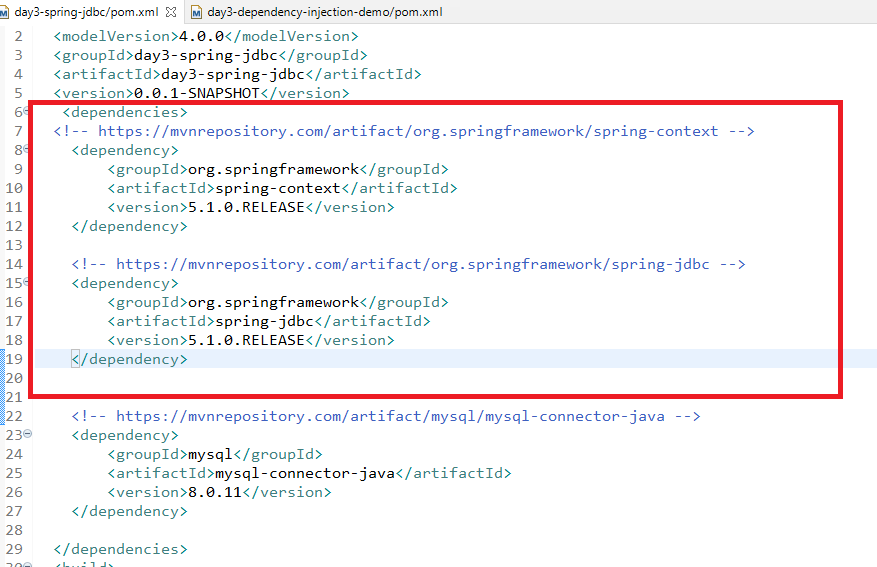 day3-spring-jdbc/pom.xml day3-dependency-injection-demo/pom.xml
2 <modelVersion>4.0.0</modelVersion>
3 <groupId>day3-spring-jdbc</groupId>
4 <artifactId>day3-spring-jdbc</artifactId>
5 <version>0.0.1-SNAPSHOT</version>
6 <dependencies>
7 <!-- https://mvnrepository.com/artifact/org.springframework/spring-context -->
8 <dependency>
9 <groupId>org.springframework</groupId>
10 <artifactId>spring-context</artifactId>
11 <version>5.1.0.RELEASE</version>
12 </dependency>
13
14 <!-- https://mvnrepository.com/artifact/org.springframework/spring-jdbc -->
15 <dependency>
16 <groupId>org.springframework</groupId>
17 <artifactId>spring-jdbc</artifactId>
18 <version>5.1.0.RELEASE</version>
19 </dependency>
20
21
22 <!-- https://mvnrepository.com/artifact/mysql/mysql-connector-java -->
23 <dependency>
24 <groupId>mysql</groupId>
25 <artifactId>mysql-connector-java</artifactId>
26 <version>8.0.11</version>
27 </dependency>
28
29 </dependencies>
30 <build>